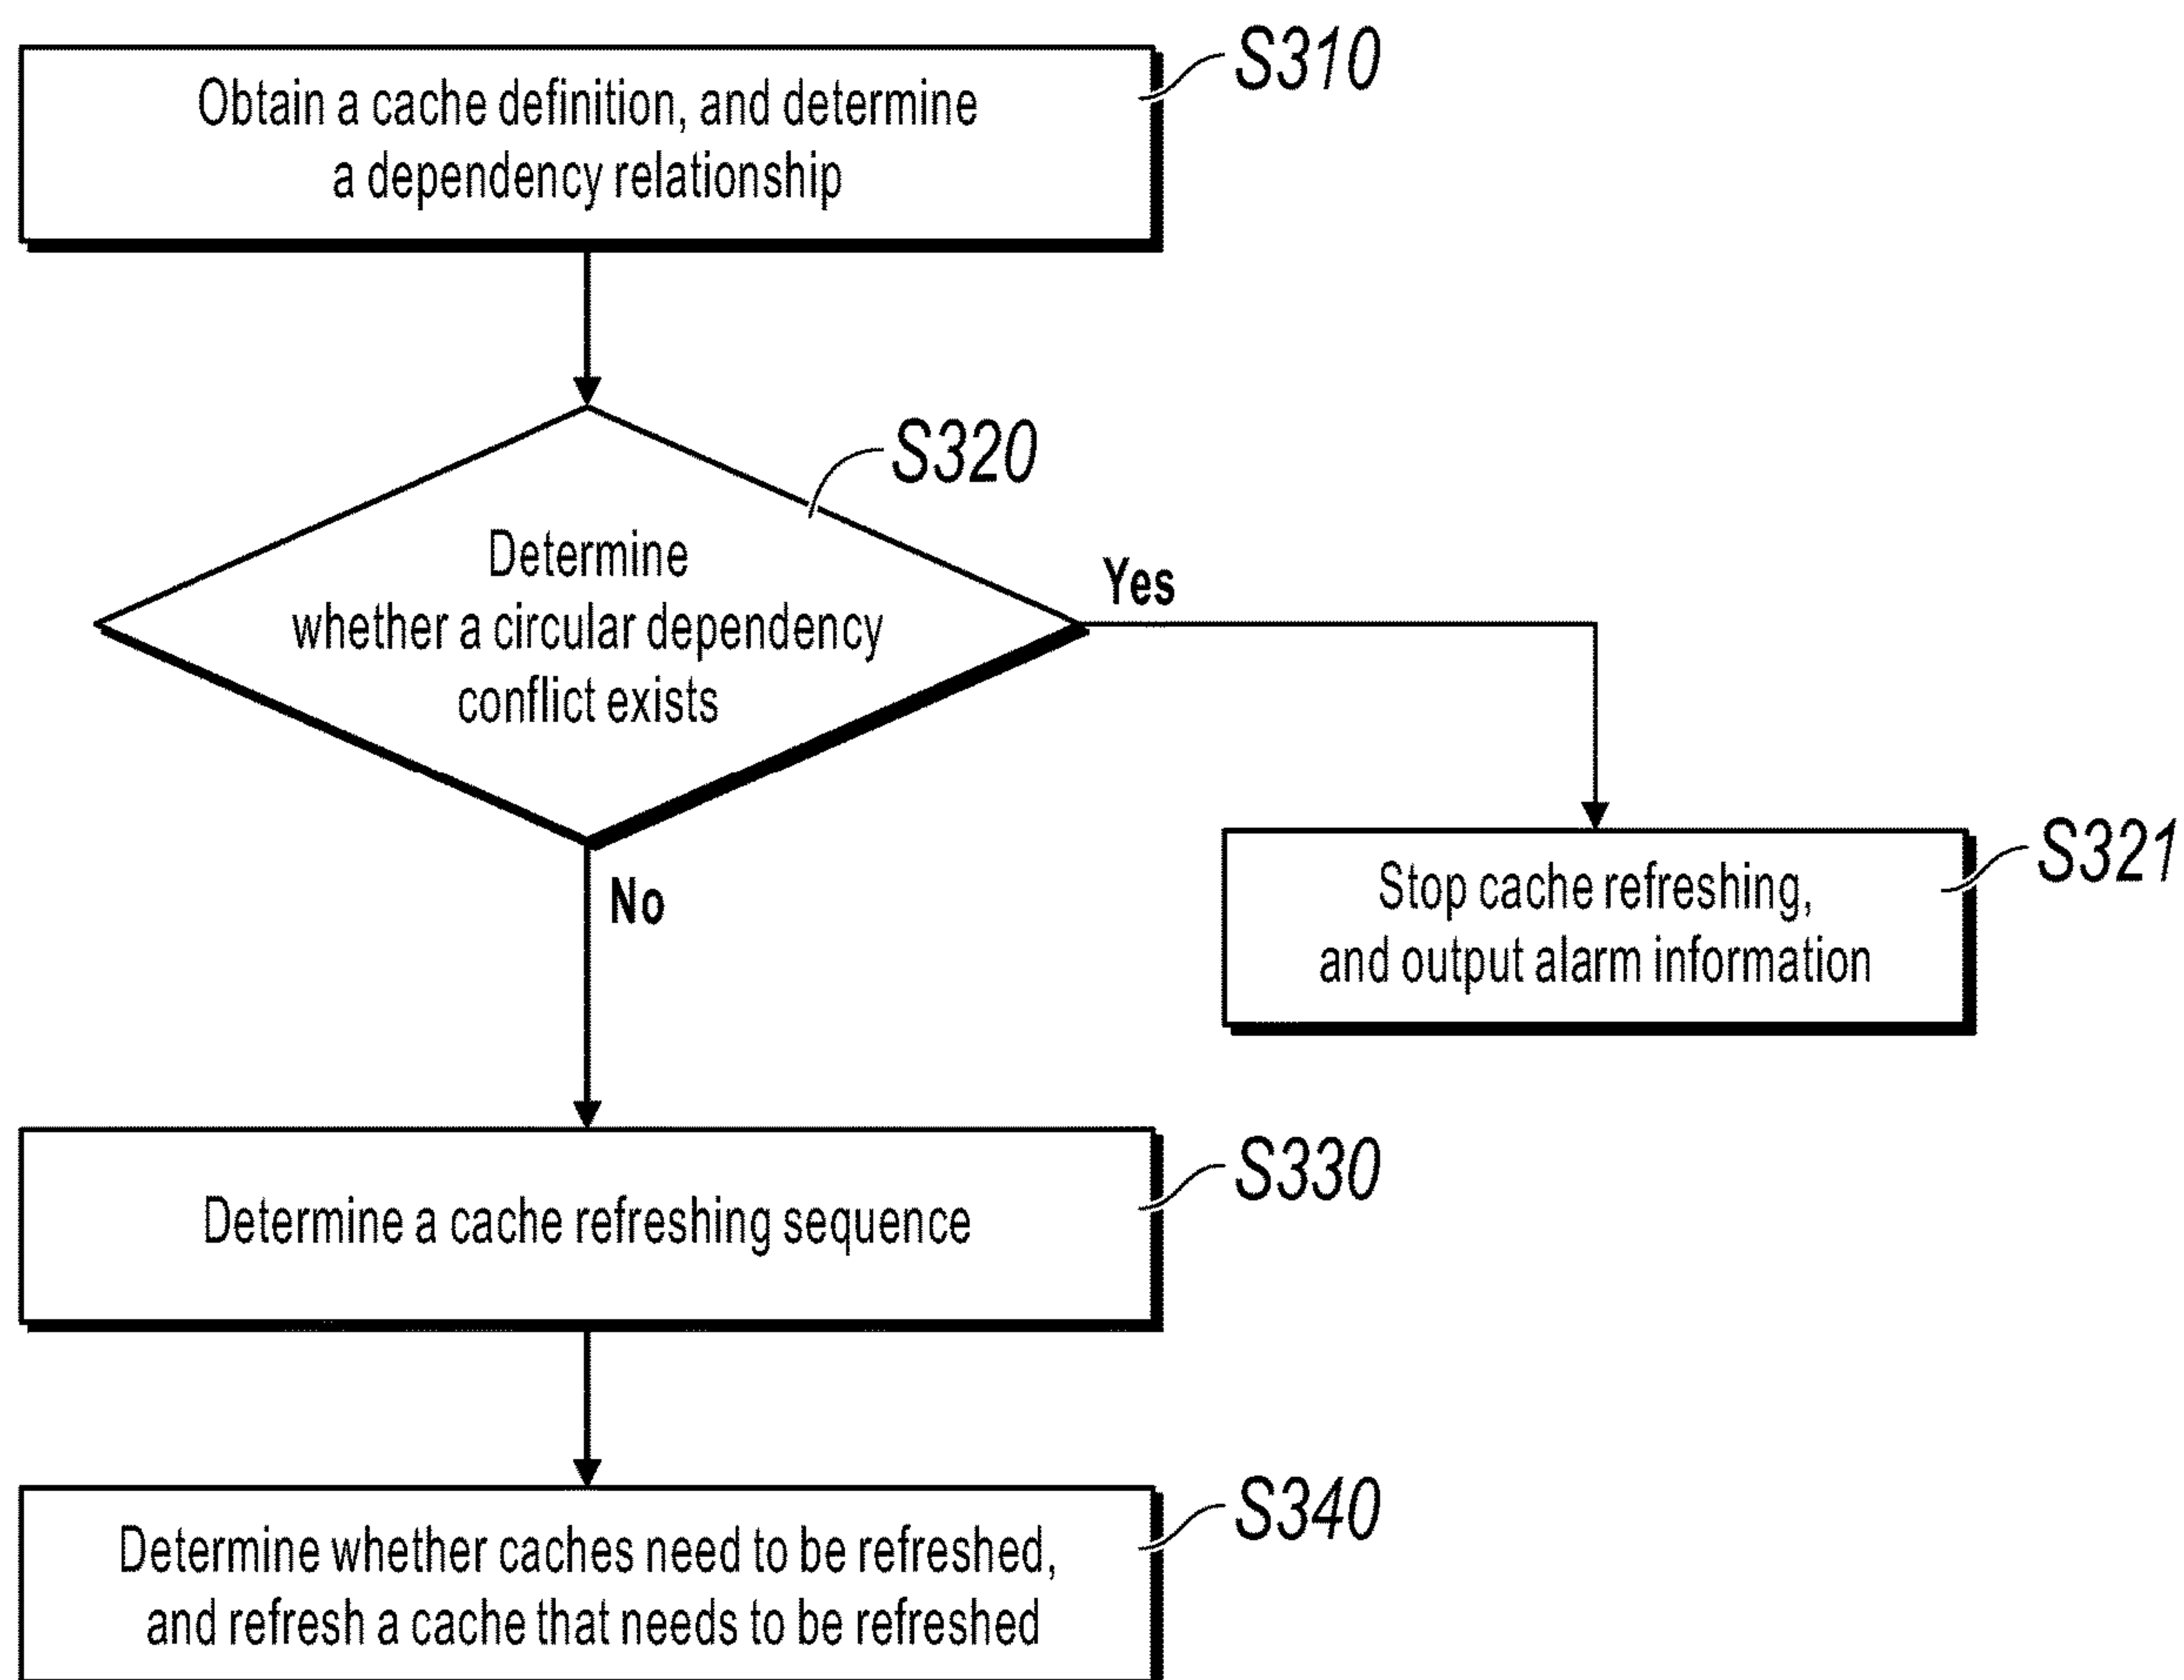 S310
Obtain a cache definition, and determine
a dependency relationship
S320
Determine
whether a circular dependency
conflict exists
Yes
No
S321
Stop cache refreshing,
and output alarm information
S330
Determine a cache refreshing sequence
S340
Determine whether caches need to be refreshed,
and refresh a cache that needs to be refreshed